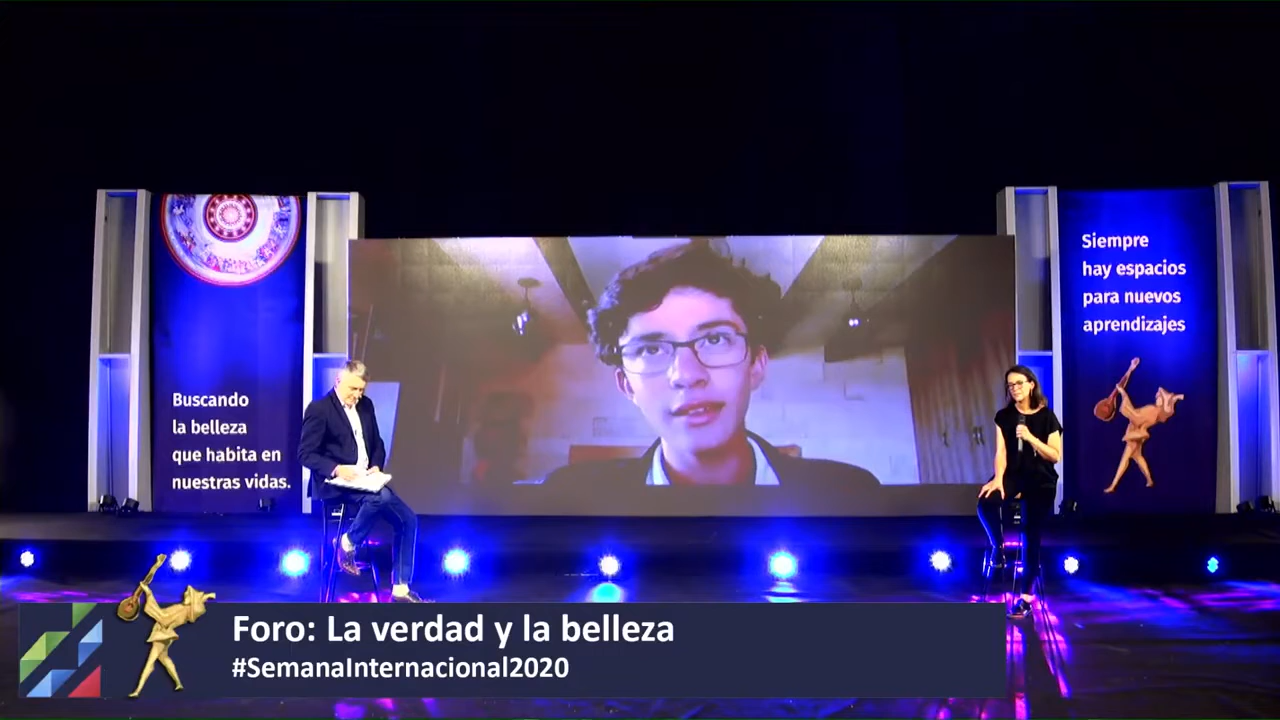 Buscando
la belleza
que habita en
nuestras vidas.
Siempre
hay espacios
para nuevos
aprendizajes
Foro: La verdad y la belleza
#SemanaInternacional2020